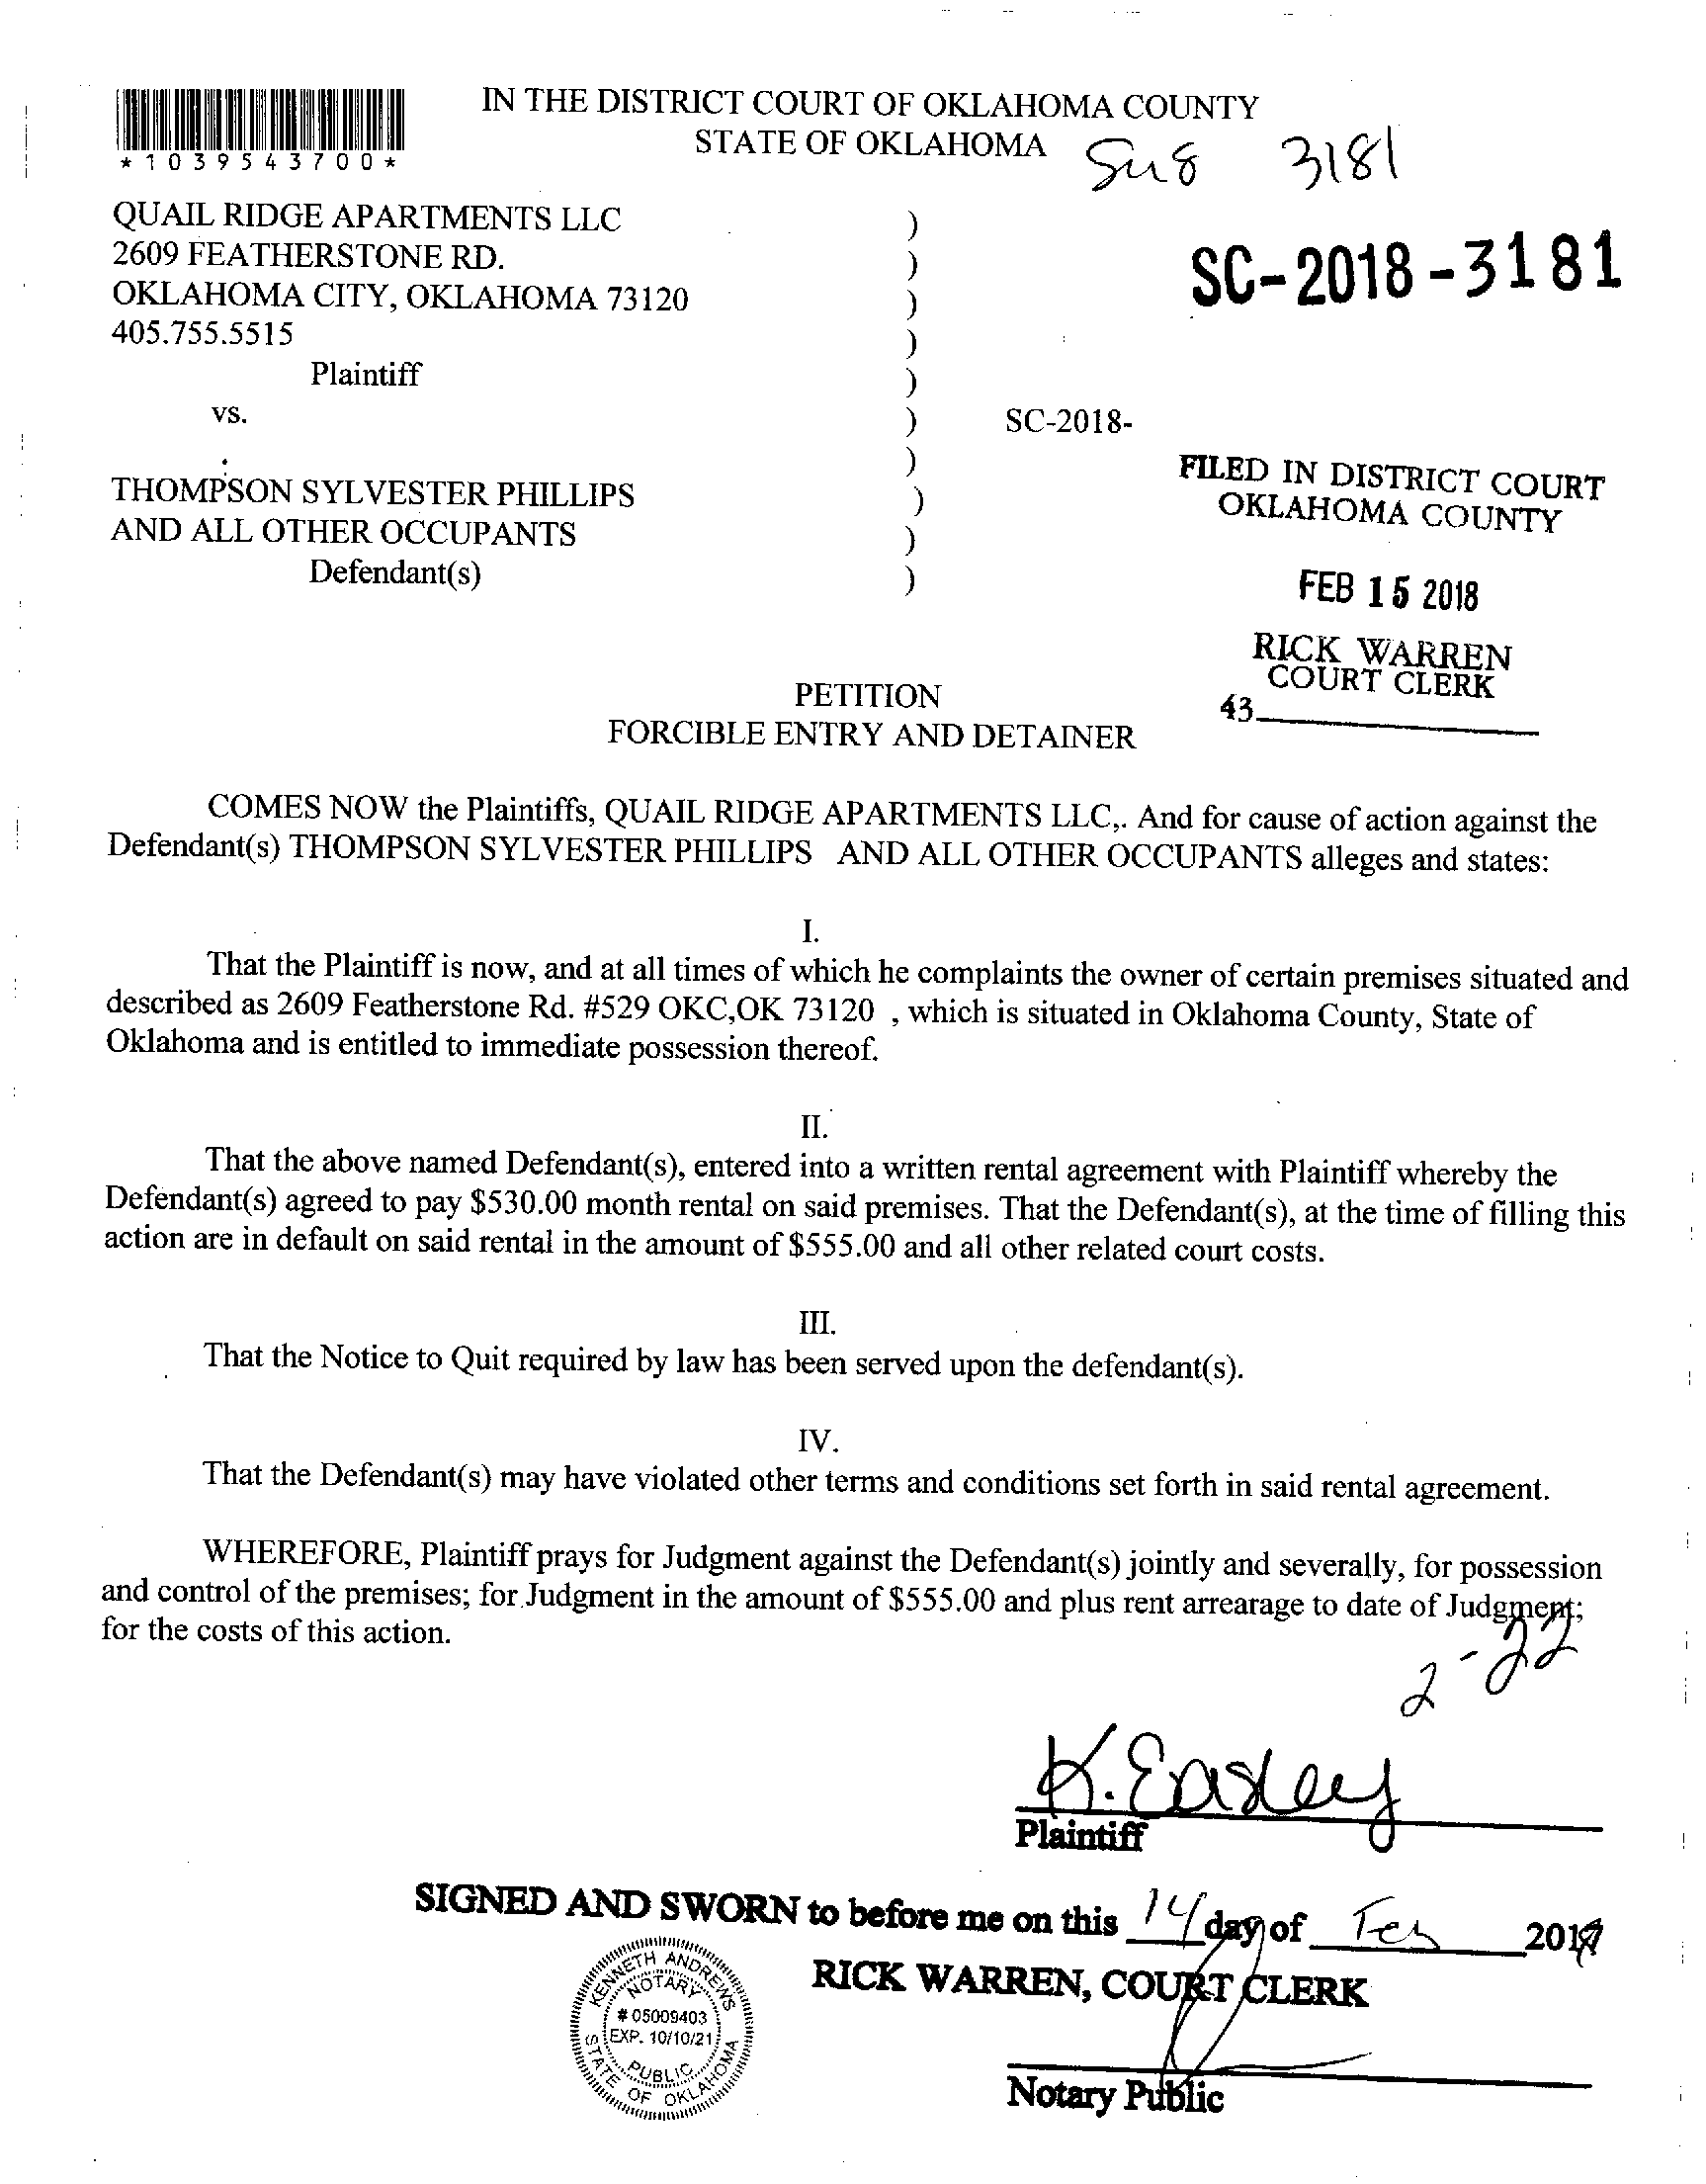 IN THE DISTRICT COURT OF OKLAHOMA COUNTY
STATE OF OKLAHOMA
*1039543700*
3181
QUAIL RIDGE APARTMENTS LLC )
2609 FEATHERSTONE RD. )
OKLAHOMA CITY, OKLAHOMA 73120 )
405.755.5515 )
Plaintiff )
SC-2018-3181
vs. ) SC-2018-
)
THOMPSON SYLVESTER PHILLIPS )
AND ALL OTHER OCCUPANTS )
Defendant(s) )
FILED IN DISTRICT COURT
OKLAHOMA COUNTY
FEB 15 2018
RICK WARREN
COURT CLERK
43
PETITION
FORCIBLE ENTRY AND DETAINER
COMES NOW the Plaintiffs, QUAIL RIDGE APARTMENTS LLC,. And for cause of action against the
Defendant(s) THOMPSON SYLVESTER PHILLIPS AND ALL OTHER OCCUPANTS alleges and states:
I.
That the Plaintiff is now, and at all times of which he complaints the owner of certain premises situated and
described as 2609 Featherstone Rd. #529 OKC,OK 73120 , which is situated in Oklahoma County, State of
Oklahoma and is entitled to immediate possession thereof.
II.
That the above named Defendant(s), entered into a written rental agreement with Plaintiff whereby the
Defendant(s) agreed to pay $530.00 month rental on said premises. That the Defendant(s), at the time of filling this
action are in default on said rental in the amount of $555.00 and all other related court costs.
III.
That the Notice to Quit required by law has been served upon the defendant(s).
IV.
That the Defendant(s) may have violated other terms and conditions set forth in said rental agreement.
WHEREFORE, Plaintiff prays for Judgment against the Defendant(s) jointly and severally, for possession
and control of the premises; for Judgment in the amount of $555.00 and plus rent arrearage to date of Judgment;
for the costs of this action.
2-22
K. Easley
Plaintiff
SIGNED AND SWORN to before me on this 14 day of Feb 201
RICK WARREN, COURT CLERK
Notary Public
KENNETH ANDREWS
NOTARY
# 05009403
EXP. 10/10/21
PUBLIC
STATE OF OKLAHOMA